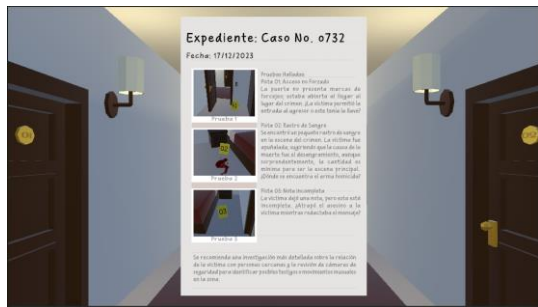 Expediente: Caso No. 0732
Fecha: 17/12/2023
Pruebas Halladas
Pista 01: Acceso no Forzado
La puerta no presenta marcas de
forcejeo, estaba abierta al llegar al
lugar del crimen. ¿La víctima permitió la
entrada al agresor o este tenía la llave?
Prueba 1
Pista 02: Rastro de Sangre
Se encontró un pequeño rastro de sangre
en la escena del crimen. La víctima fue
apuñalada, sugiriendo que la causa de la
muerte fue el desangramiento, aunque
sorprendentemente, la cantidad es
mínima para ser la escena principal.
¿Dónde se encuentra el arma homicida?
02
Prueba 2
Pista 03: Nota Incompleta
La víctima dejó una nota, pero esta está
incompleta. ¿Atrapó el asesino a la
víctima mientras redactaba el mensaje?
03
Prueba 3
Se recomienda una investigación más detallada sobre la relación
de la víctima con personas cercanas y la revisión de cámaras de
seguridad para identificar posibles testigos o movimientos inusuales
en la zona.